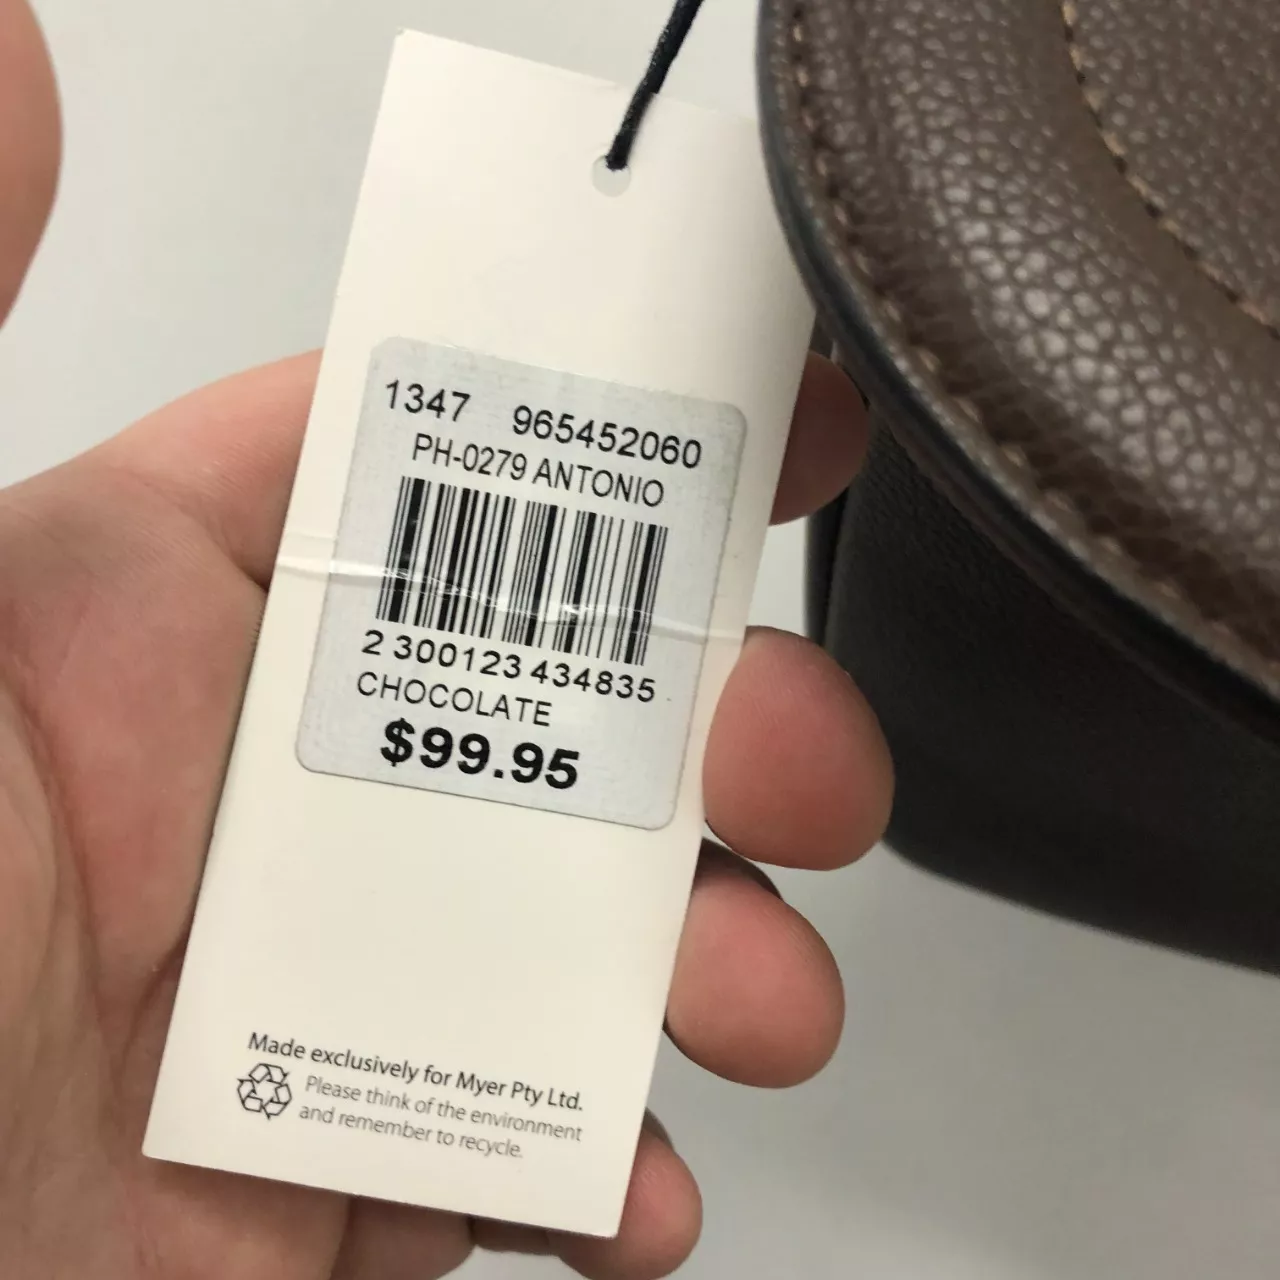 1347 965452060
PH-0279 ANTONIO
2 300123 434835
CHOCOLATE
$99.95
Made exclusively for Myer Pty Ltd.
Please think of the environment
and remember to recycle.